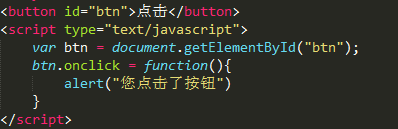 <button id="btn">点击</button>
<script type="text/javascript">
    var btn = document.getElementById("btn");
    btn.onclick = function(){
        alert("您点击了按钮")
    }
</script>